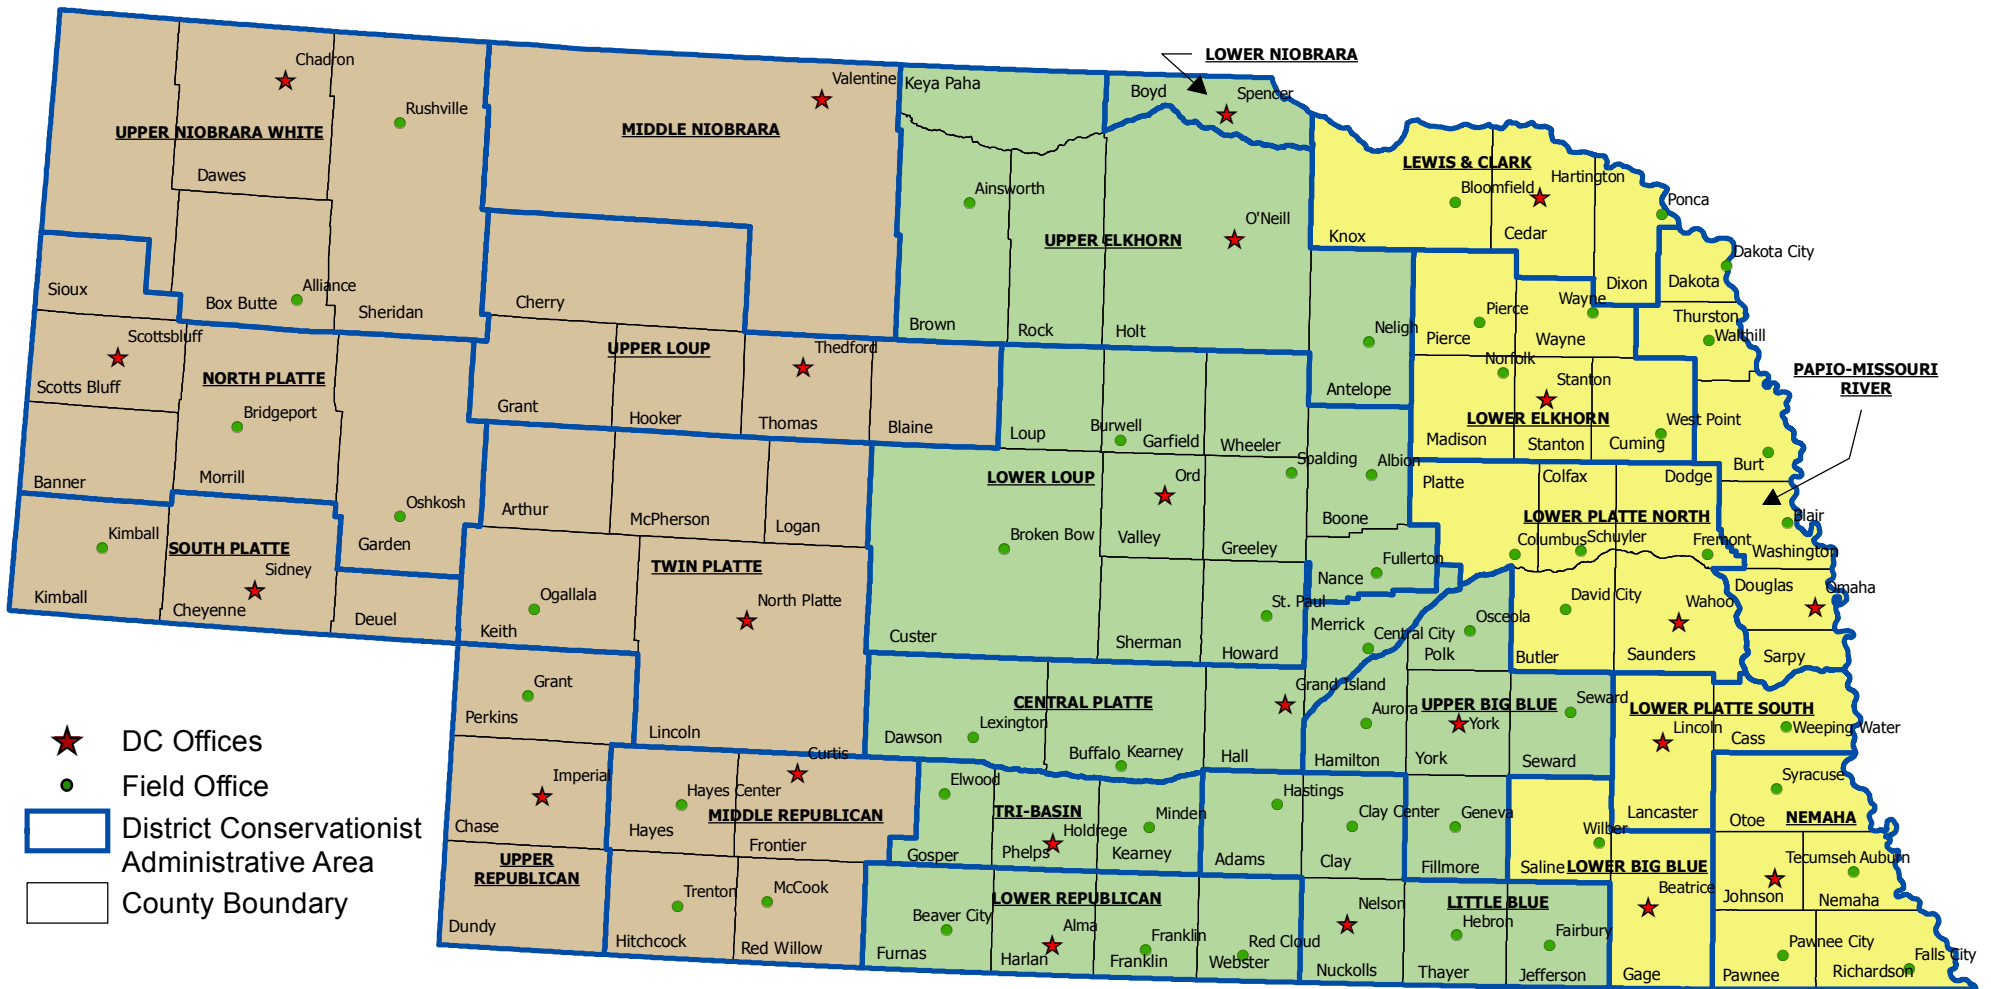 LOWER NIOBRARA
Chadron
Valentine
Keya Paha
Boyd
Spencer
Rushville
UPPER NIOBRARA WHITE
MIDDLE NIOBRARA
LEWIS & CLARK
Dawes
Ainsworth
Bloomfield
Hartington
Ponca
O'Neill
UPPER ELKHORN
Knox
Cedar
Dakota City
Sioux
Box Butte
Alliance
Sheridan
Cherry
Brown
Rock
Holt
Dixon
Dakota
Pierce
Wayne
Thurston
Neligh
Pierce
Wayne
Walthill
Scottsbluff
UPPER LOUP
Thedford
Norfolk
Scotts Bluff
NORTH PLATTE
Antelope
Stanton
PAPIO-MISSOURI
RIVER
Bridgeport
Grant
Hooker
Thomas
Blaine
Loup
Burwell
Garfield
Wheeler
LOWER ELKHORN
West Point
Madison
Stanton
Cuming
Banner
Morrill
LOWER LOUP
Ord
Spalding
Albion
Platte
Colfax
Dodge
Burt
Oshkosh
Arthur
McPherson
Logan
Boone
LOWER PLATTE NORTH
Blair
Kimball
SOUTH PLATTE
Garden
Broken Bow
Valley
Greeley
Columbus
Schuyler
Fremont
Washington
Sidney
TWIN PLATTE
Nance
Fullerton
Douglas
Omaha
Kimball
Cheyenne
Deuel
Ogallala
North Platte
St. Paul
David City
Wahoo
Keith
Custer
Sherman
Howard
Merrick
Central City
Osceola
Polk
Butler
Saunders
Sarpy
Grant
Perkins
Lincoln
CENTRAL PLATTE
Grand Island
Lexington
Dawson
Buffalo
Kearney
Hall
Aurora
UPPER BIG BLUE
York
Seward
LOWER PLATTE SOUTH
Lincoln
Cass
Weeping Water
Hamilton
York
Seward
DC Offices
Curtis
Imperial
Elwood
Syracuse
Field Office
Hayes Center
MIDDLE REPUBLICAN
TRI-BASIN
Minden
Hastings
Clay Center
Geneva
Lancaster
Otoe
NEMAHA
Chase
Hayes
Frontier
Gosper
Phelps
Holdrege
Kearney
Adams
Clay
Fillmore
Wilber
Saline
LOWER BIG BLUE
Tecumseh
Auburn
District Conservationist
Administrative Area
UPPER
REPUBLICAN
Trenton
McCook
LOWER REPUBLICAN
Nelson
LITTLE BLUE
Beatrice
Johnson
Nemaha
County Boundary
Beaver City
Alma
Franklin
Red Cloud
Hebron
Fairbury
Dundy
Hitchcock
Red Willow
Furnas
Harlan
Franklin
Webster
Nuckolls
Thayer
Jefferson
Gage
Pawnee City
Pawnee
Richardson
Falls City